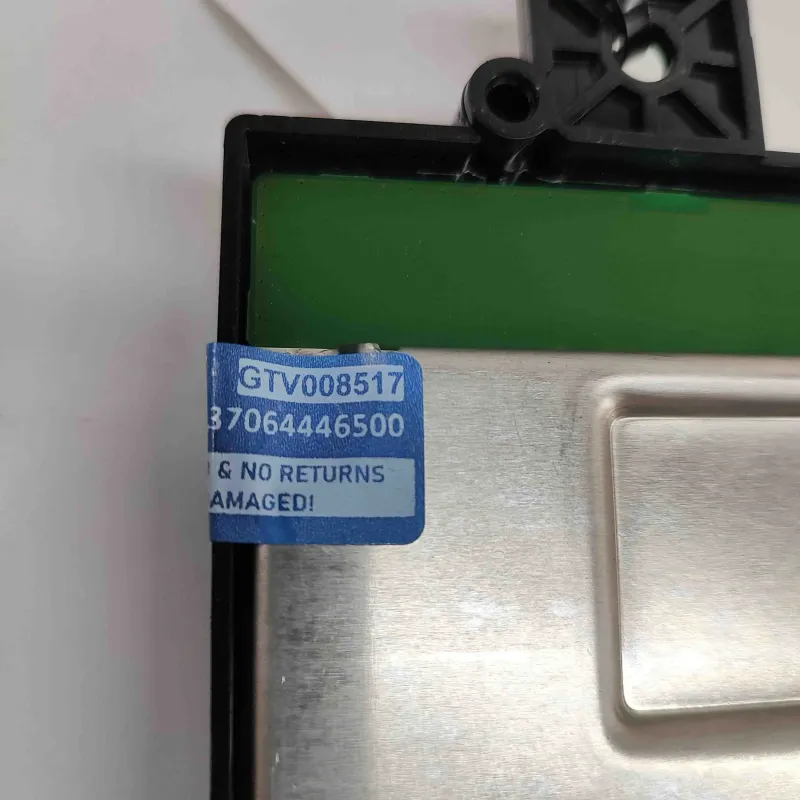 GTV008517
37064446500
& NO RETURNS
AMAGED!